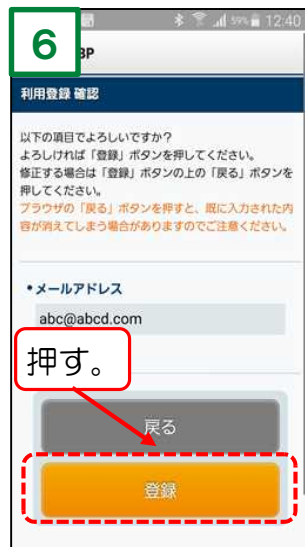 6
BP
39% 12:40
利用登録 確認
以下の項目でよろしいですか？
よろしければ「登録」ボタンを押してください。
修正する場合は「登録」ボタンの上の「戻る」ボタンを
押してください。
ブラウザの「戻る」ボタンを押すと、既に入力された内
容が消えてしまう場合がありますのでご注意ください。
•メールアドレス
abc@abcd.com
押す。
戻る
登録